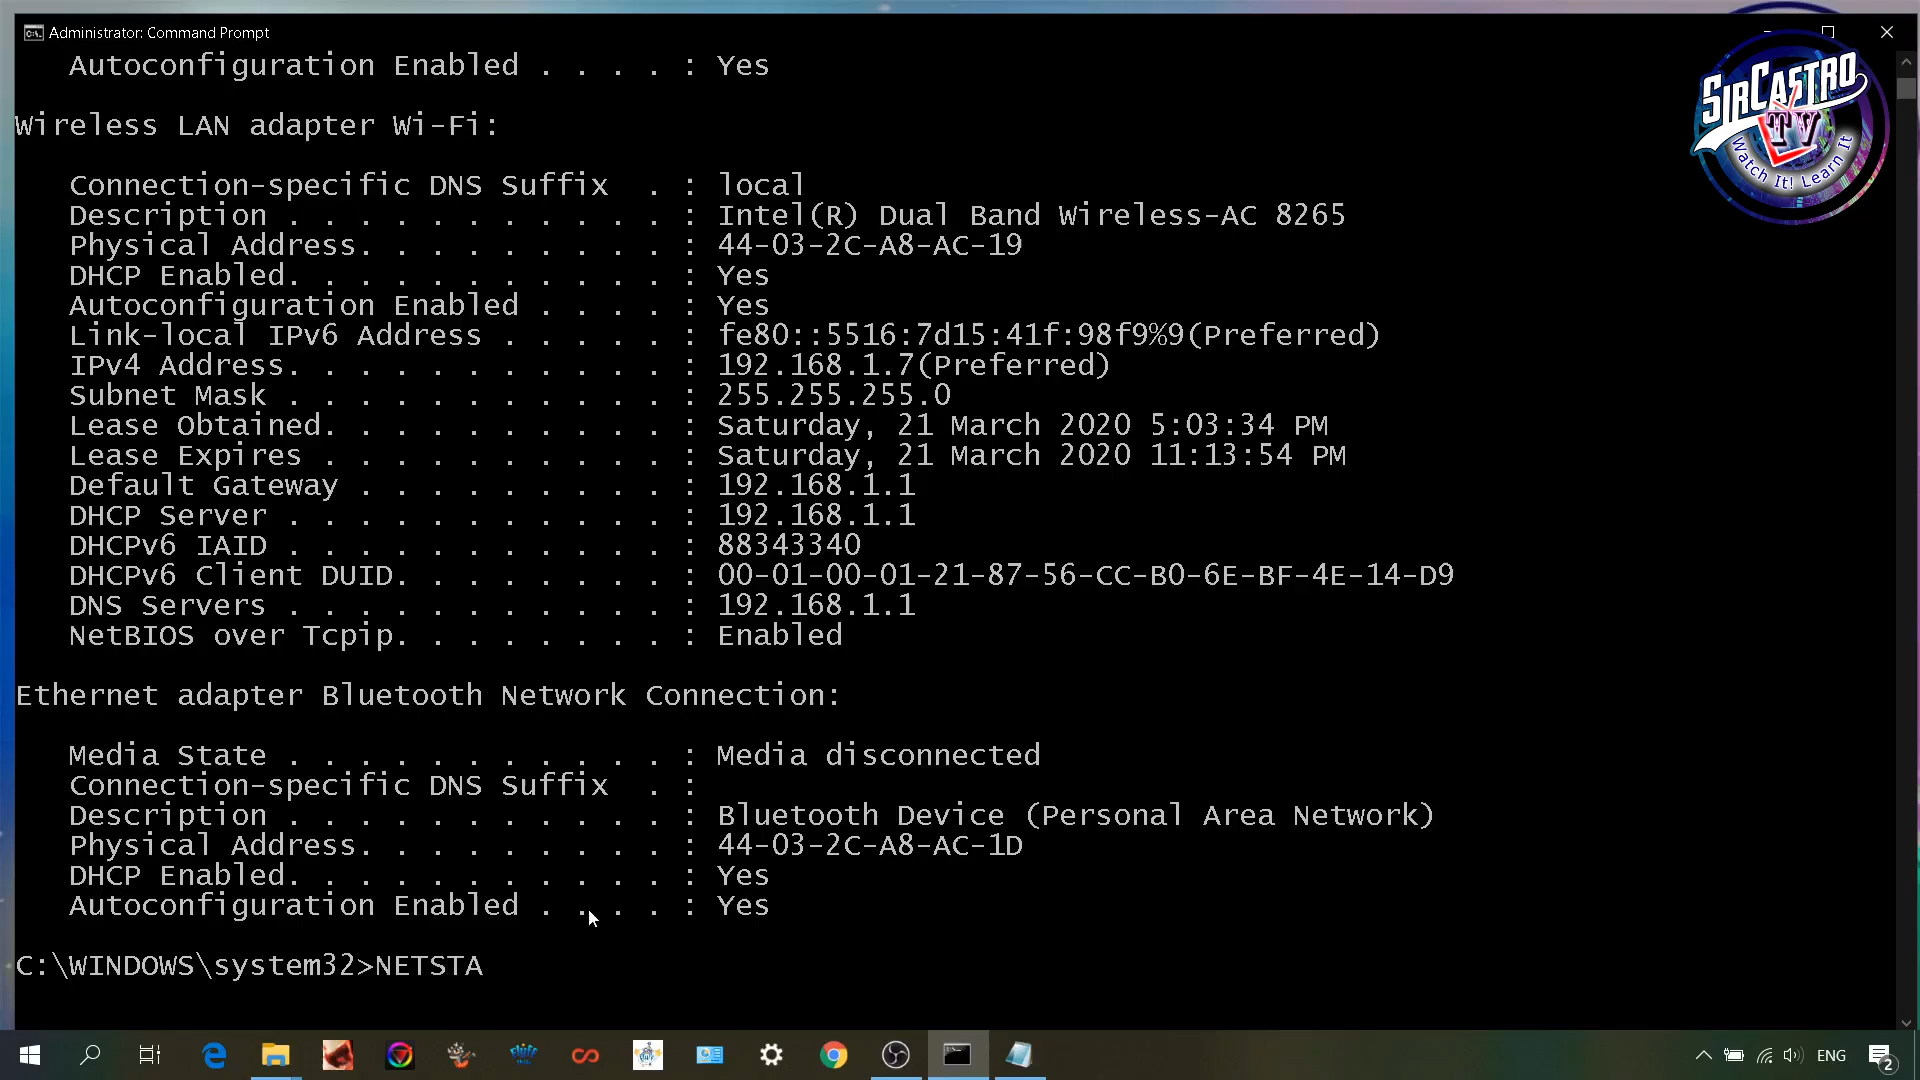 Administrator: Command Prompt
Autoconfiguration Enabled . . . . : Yes
Wireless LAN adapter Wi-Fi:
Connection-specific DNS Suffix  . : local
Description . . . . . . . . . . . : Intel(R) Dual Band Wireless-AC 8265
Physical Address. . . . . . . . . : 44-03-2C-A8-AC-19
DHCP Enabled. . . . . . . . . . . : Yes
Autoconfiguration Enabled . . . . : Yes
Link-local IPv6 Address . . . . . : fe80::5516:7d15:41f:98f9%9(Preferred)
IPv4 Address. . . . . . . . . . . : 192.168.1.7(Preferred)
Subnet Mask . . . . . . . . . . . : 255.255.255.0
Lease Obtained. . . . . . . . . . : Saturday, 21 March 2020 5:03:34 PM
Lease Expires . . . . . . . . . . : Saturday, 21 March 2020 11:13:54 PM
Default Gateway . . . . . . . . . : 192.168.1.1
DHCP Server . . . . . . . . . . . : 192.168.1.1
DHCPv6 IAID . . . . . . . . . . . : 88343340
DHCPv6 Client DUID. . . . . . . . : 00-01-00-01-21-87-56-CC-B0-6E-BF-4E-14-D9
DNS Servers . . . . . . . . . . . : 192.168.1.1
NetBIOS over Tcpip. . . . . . . . : Enabled
Ethernet adapter Bluetooth Network Connection:
Media State . . . . . . . . . . . : Media disconnected
Connection-specific DNS Suffix  . :
Description . . . . . . . . . . . : Bluetooth Device (Personal Area Network)
Physical Address. . . . . . . . . : 44-03-2C-A8-AC-1D
DHCP Enabled. . . . . . . . . . . : Yes
Autoconfiguration Enabled . . . . : Yes
C:\WINDOWS\system32>NETSTA
SIRCASTRO
TV
Watch It! Learn It
ENG
2